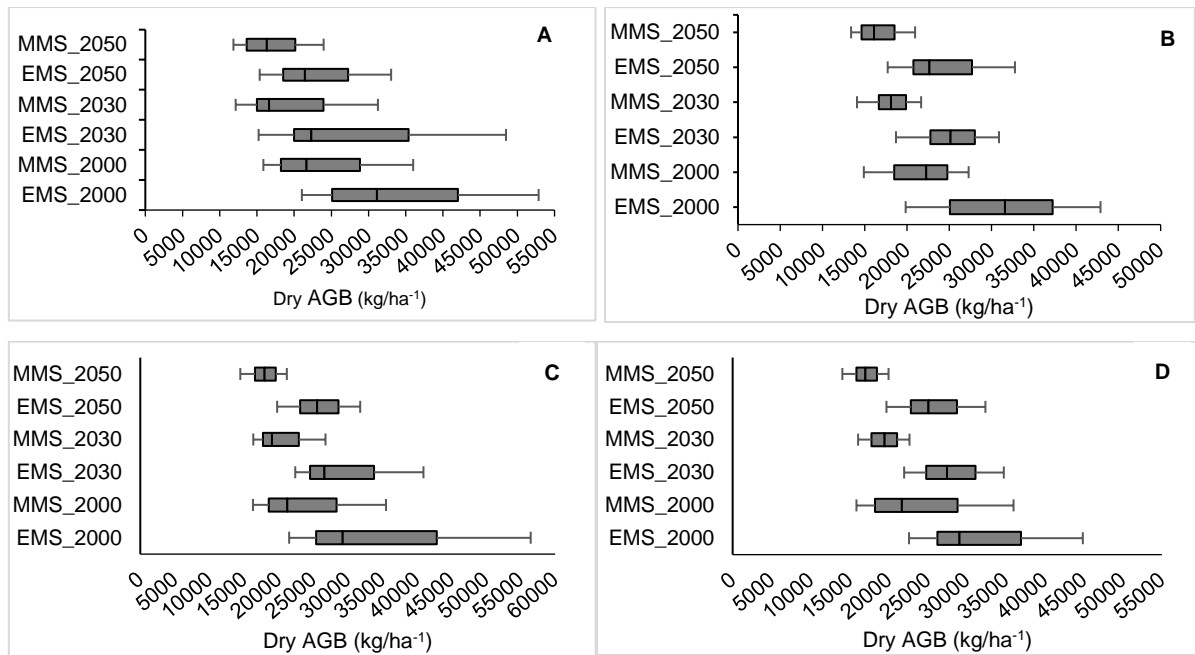 A
MMS_2050
EMS_2050
MMS_2030
EMS_2030
MMS_2000
EMS_2000
0 5000 10000 15000 20000 25000 30000 35000 40000 45000 50000 55000
Dry AGB (kg/ha⁻¹)
B
MMS_2050
EMS_2050
MMS_2030
EMS_2030
MMS_2000
EMS_2000
0 5000 10000 15000 20000 25000 30000 35000 40000 45000 50000
Dry AGB (kg/ha⁻¹)
C
MMS_2050
EMS_2050
MMS_2030
EMS_2030
MMS_2000
EMS_2000
0 5000 10000 15000 20000 25000 30000 35000 40000 45000 50000 55000 60000
Dry AGB (kg/ha⁻¹)
D
MMS_2050
EMS_2050
MMS_2030
EMS_2030
MMS_2000
EMS_2000
0 5000 10000 15000 20000 25000 30000 35000 40000 45000 50000 55000
Dry AGB (kg/ha⁻¹)